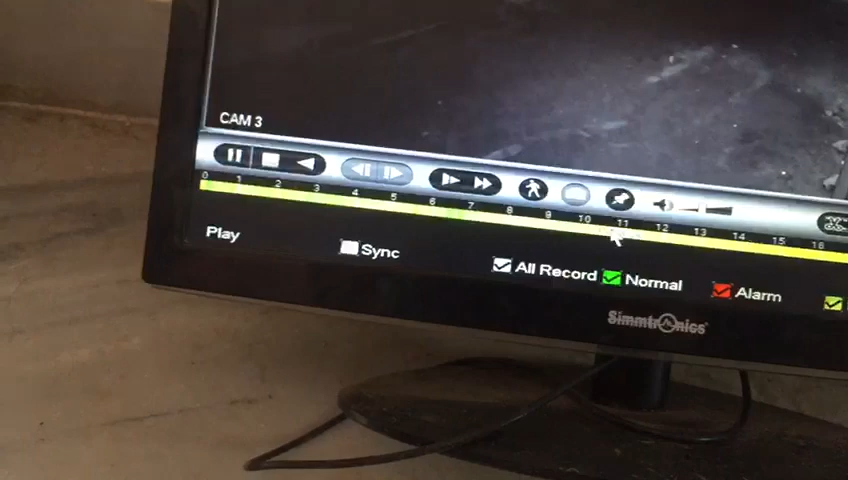 CAM 3
0 1 2 3 4 5 6 7 8 9 10 11 12 13 14 15 16
Play
Sync
All Record
Normal
Alarm
Simmtronics